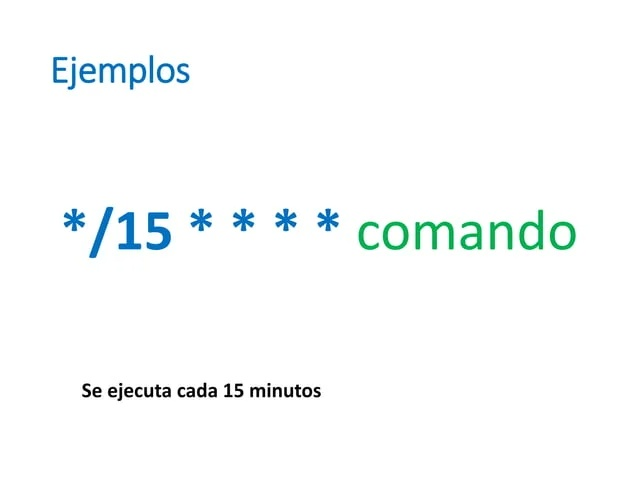 Ejemplos
*/15 * * * * comando
Se ejecuta cada 15 minutos